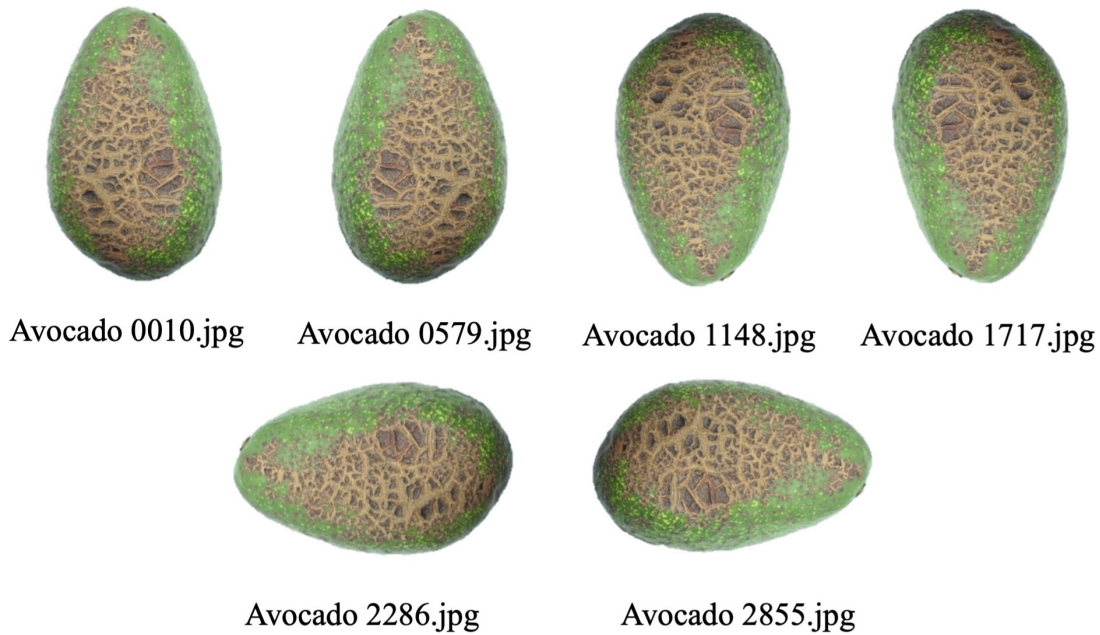 Avocado 0010.jpg
Avocado 0579.jpg
Avocado 1148.jpg
Avocado 1717.jpg
Avocado 2286.jpg
Avocado 2855.jpg